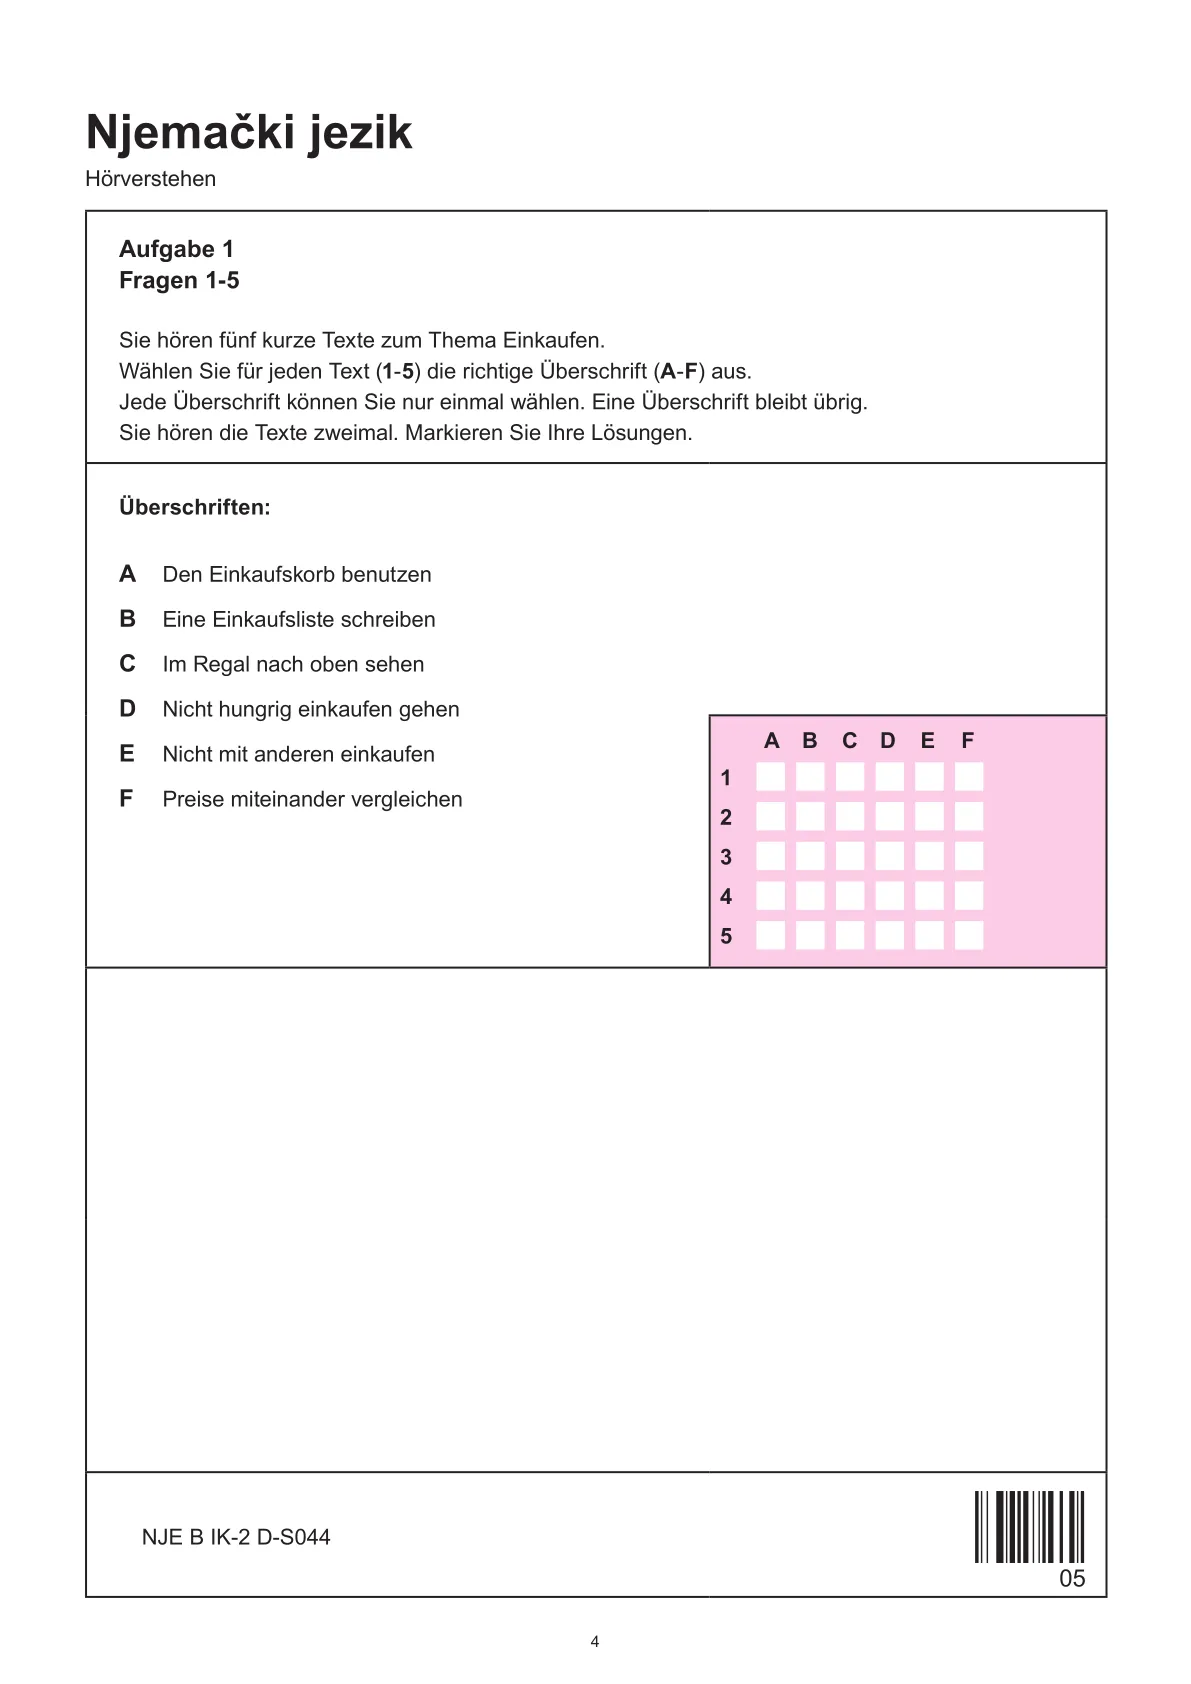 Njemački jezik
Hörverstehen
Aufgabe 1
Fragen 1-5
Sie hören fünf kurze Texte zum Thema Einkaufen.
Wählen Sie für jeden Text (1-5) die richtige Überschrift (A-F) aus.
Jede Überschrift können Sie nur einmal wählen. Eine Überschrift bleibt übrig.
Sie hören die Texte zweimal. Markieren Sie Ihre Lösungen.
Überschriften:
A Den Einkaufskorb benutzen
B Eine Einkaufsliste schreiben
C Im Regal nach oben sehen
D Nicht hungrig einkaufen gehen
E Nicht mit anderen einkaufen
F Preise miteinander vergleichen
A B C D E F
1
2
3
4
5
NJE B IK-2 D-S044
05
4